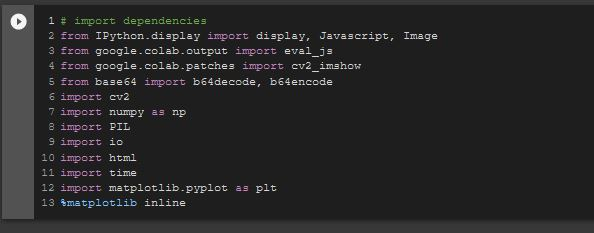 1 # import dependencies
2 from IPython.display import display, Javascript, Image
3 from google.colab.output import eval_js
4 from google.colab.patches import cv2_imshow
5 from base64 import b64decode, b64encode
6 import cv2
7 import numpy as np
8 import PIL
9 import io
10 import html
11 import time
12 import matplotlib.pyplot as plt
13 %matplotlib inline